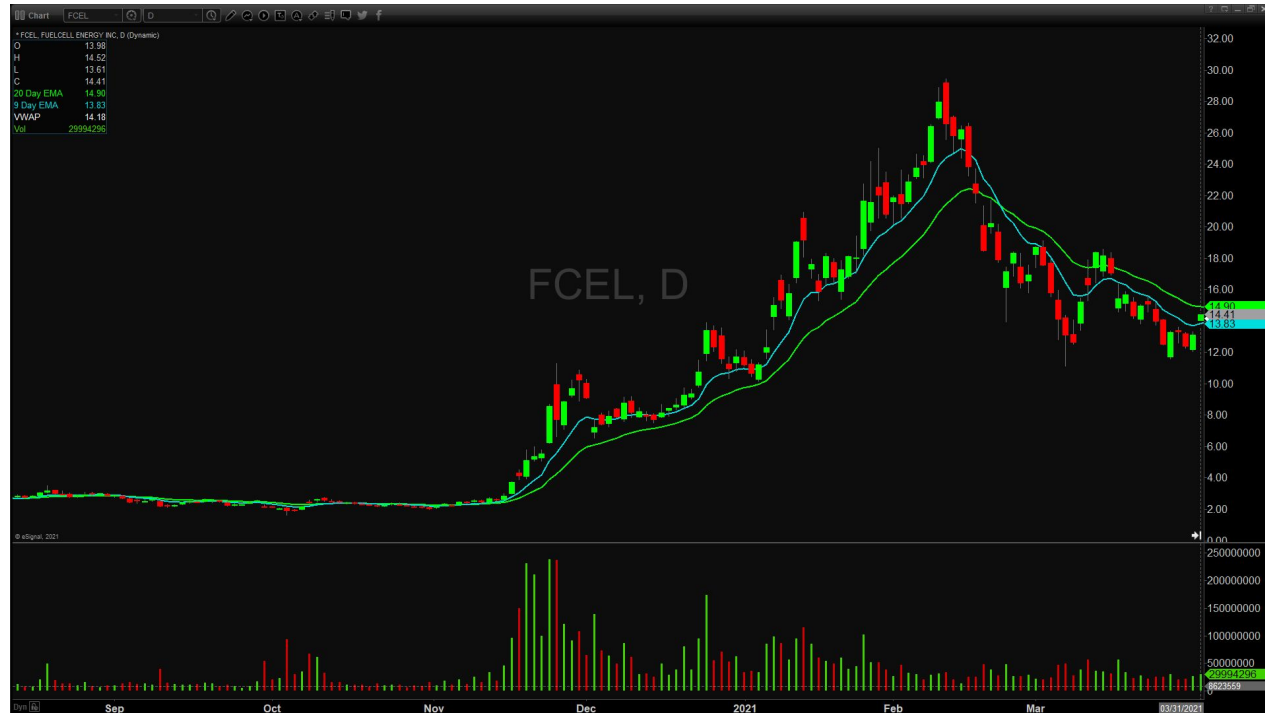 Chart FCEL D
* FCEL, FUELCELL ENERGY INC, D (Dynamic)
O 13.98
H 14.52
L 13.61
C 14.41
20 Day EMA 14.90
9 Day EMA 13.83
VWAP 14.18
Vol 29994296
FCEL, D
32.00
30.00
28.00
26.00
24.00
22.00
20.00
18.00
16.00
14.90
14.41
13.83
12.00
10.00
8.00
6.00
4.00
2.00
0.00
© eSignal, 2021
250000000
200000000
150000000
100000000
50000000
29994296
8623559
0
Dyn Sep Oct Nov Dec 2021 Feb Mar 03/31/2021